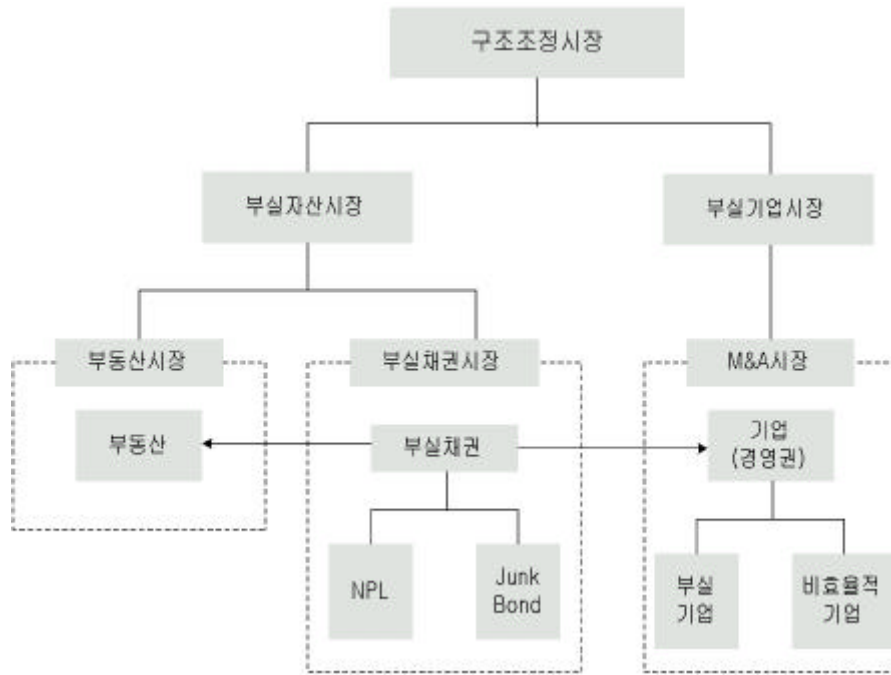 구조조정시장
부실자산시장
부실기업시장
부동산시장
부실채권시장
M&A시장
부동산
부실채권
기업
(경영권)
NPL
Junk
Bond
부실
기업
비효율적
기업